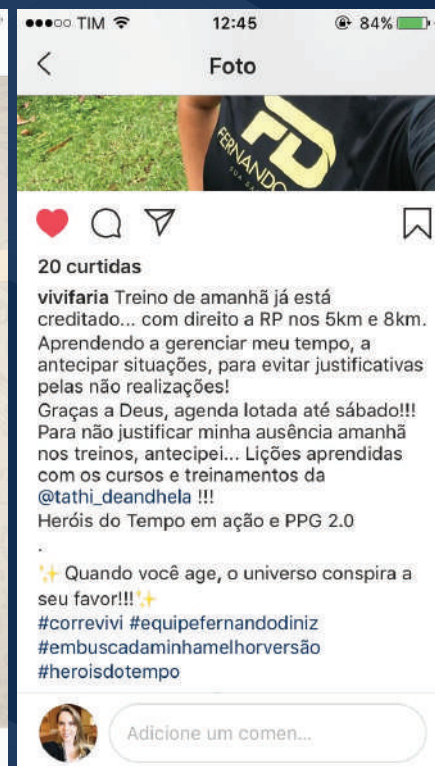 TIM
12:45
84%
Foto
FD
FERNANDO
20 curtidas
vivifaria Treino de amanhã já está
creditado... com direito a RP nos 5km e 8km.
Aprendendo a gerenciar meu tempo, a
antecipar situações, para evitar justificativas
pelas não realizações!
Graças a Deus, agenda lotada até sábado!!!
Para não justificar minha ausência amanhã
nos treinos, antecipei... Lições aprendidas
com os cursos e treinamentos da
@tathi_deandhela !!!
Heróis do Tempo em ação e PPG 2.0
.
✨ Quando você age, o universo conspira a
seu favor!!!✨
#correvivi #equipefernandodiniz
#embuscadaminhamelhorversão
#heroisdotempo
Adicione um comen...